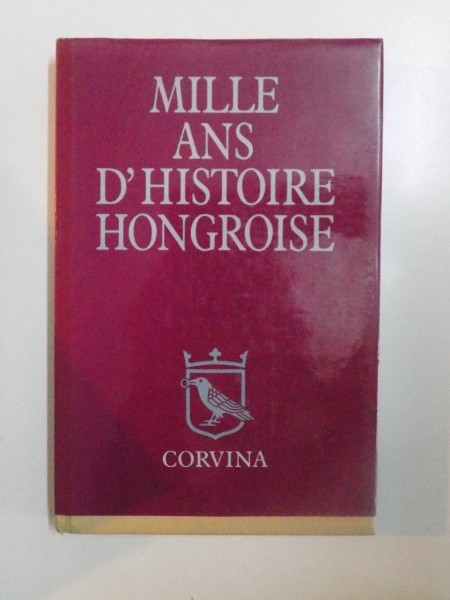 MILLE
ANS
D'HISTOIRE
HONGROISE
CORVINA